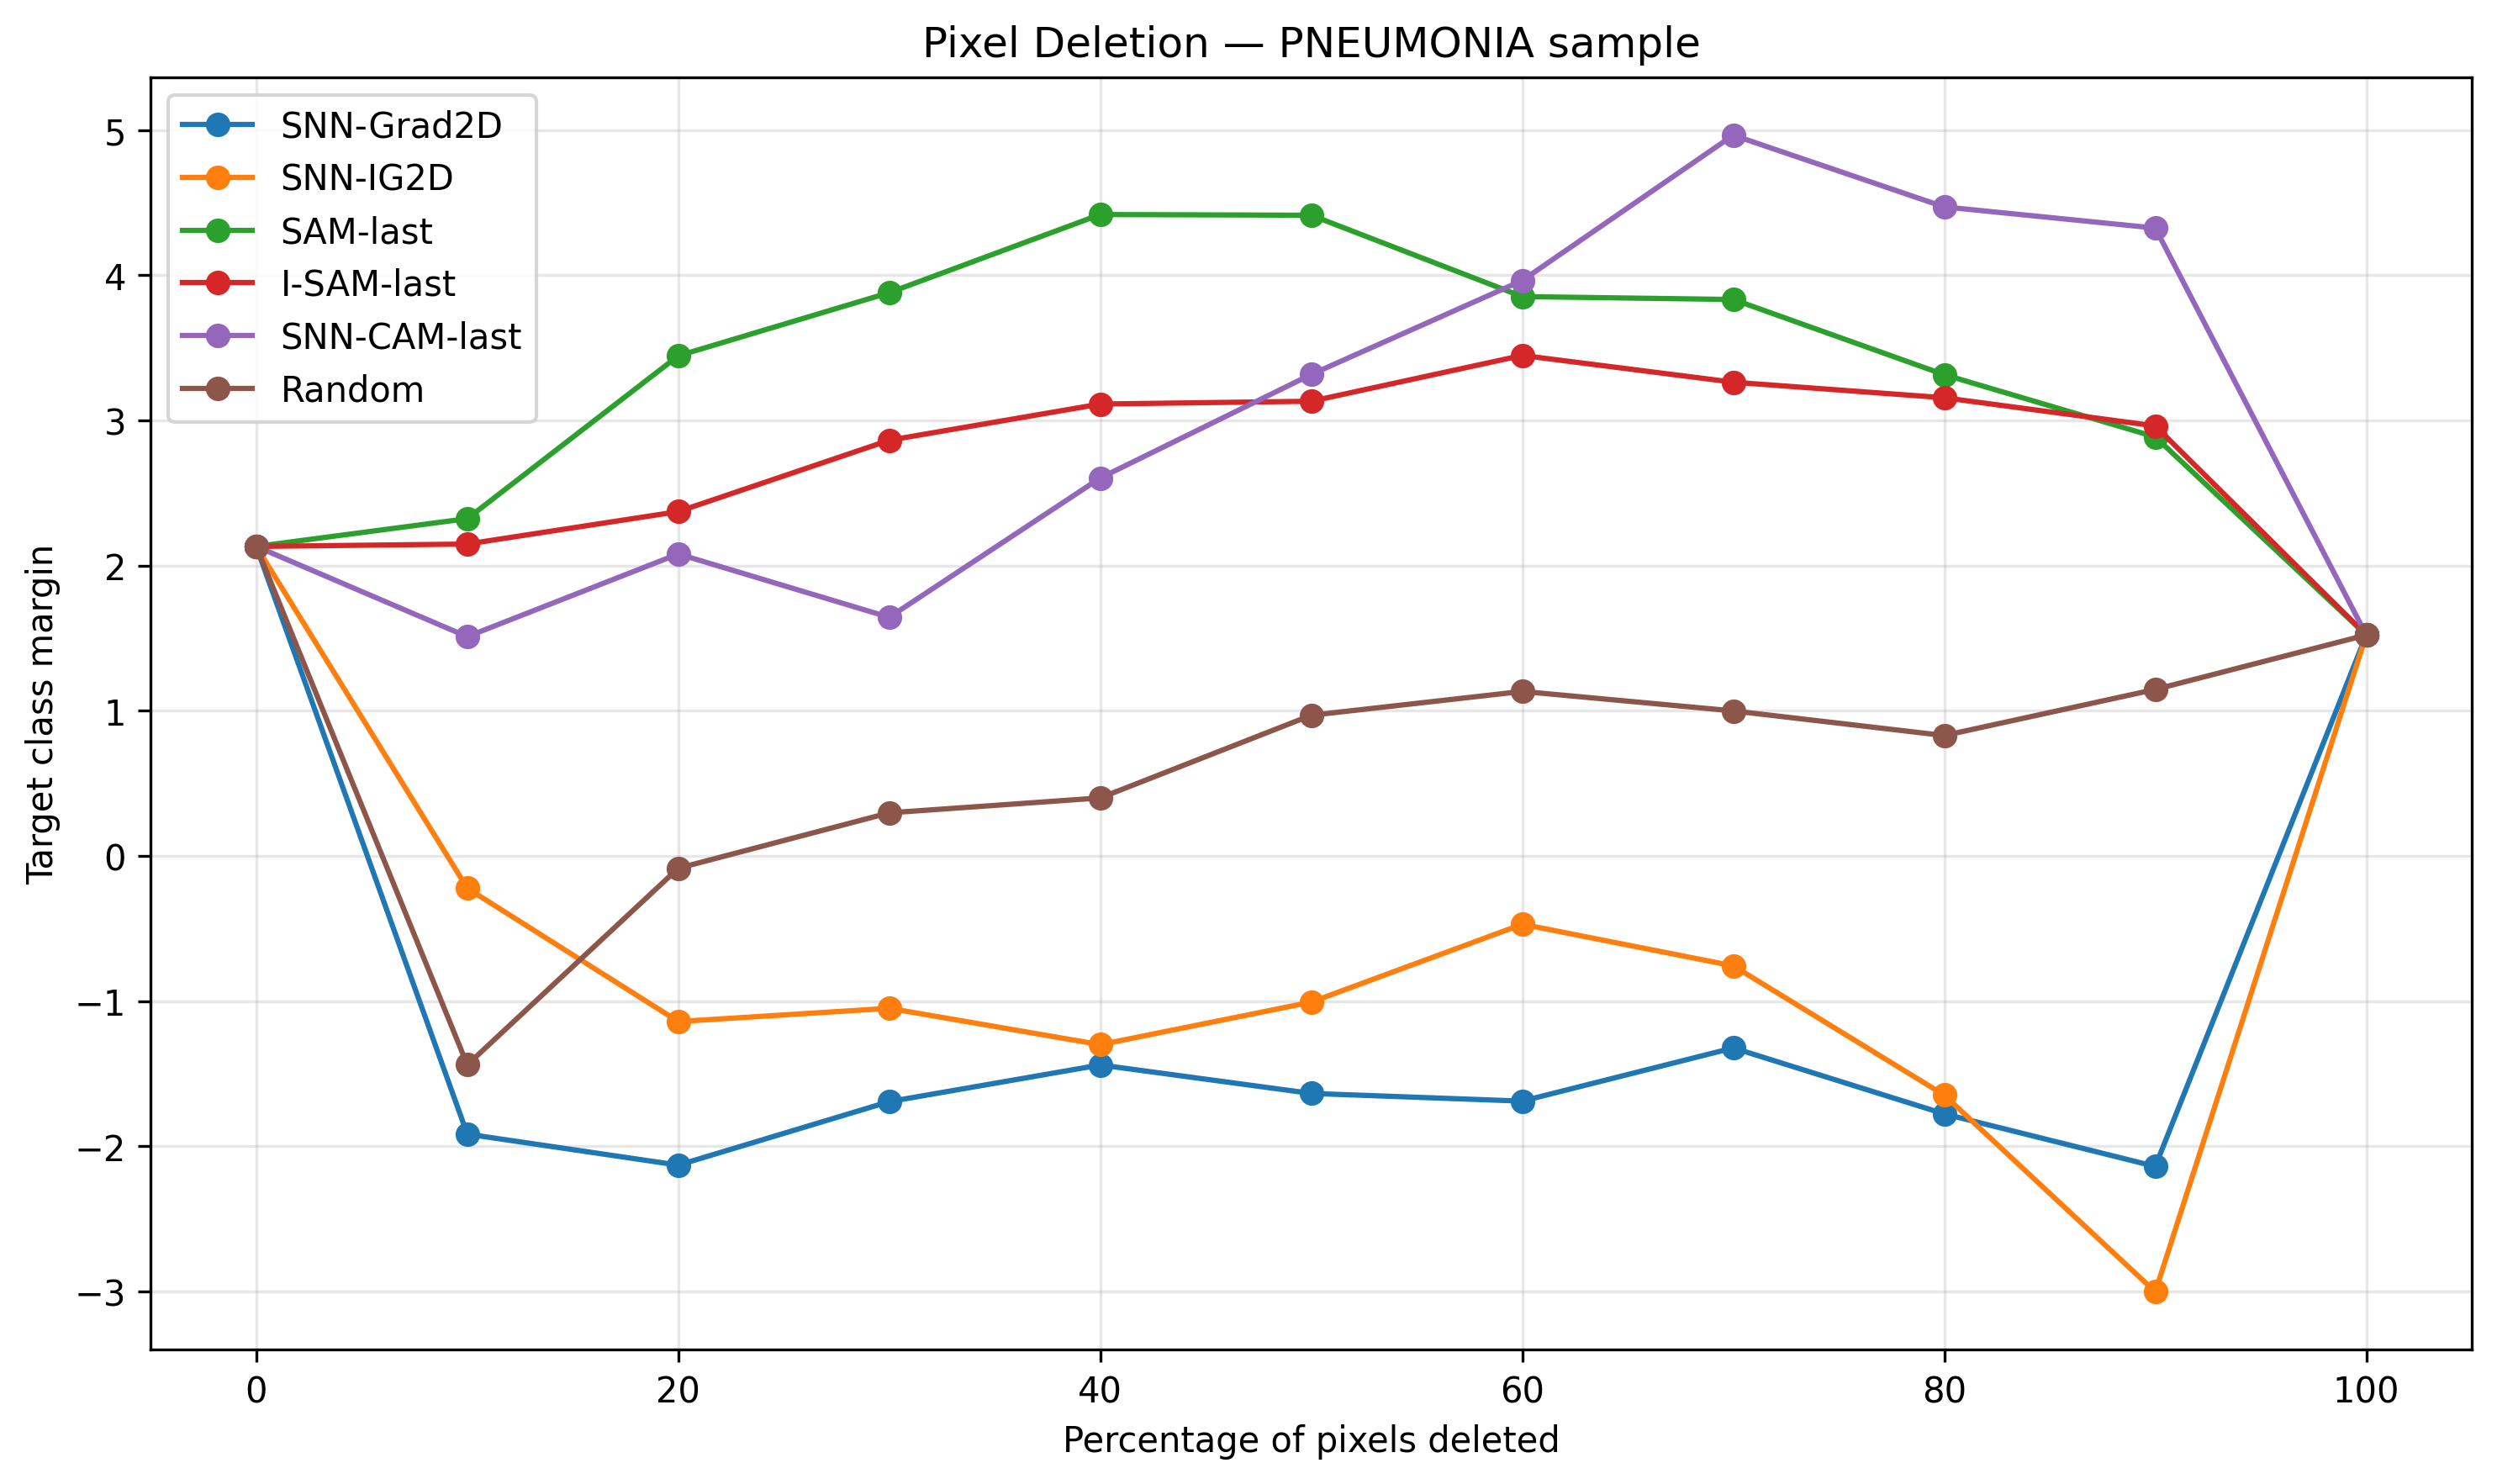 Pixel Deletion — PNEUMONIA sample
SNN-Grad2D
SNN-IG2D
SAM-last
I-SAM-last
SNN-CAM-last
Random
5
4
3
2
1
0
−1
−2
−3
Target class margin
0 20 40 60 80 100
Percentage of pixels deleted